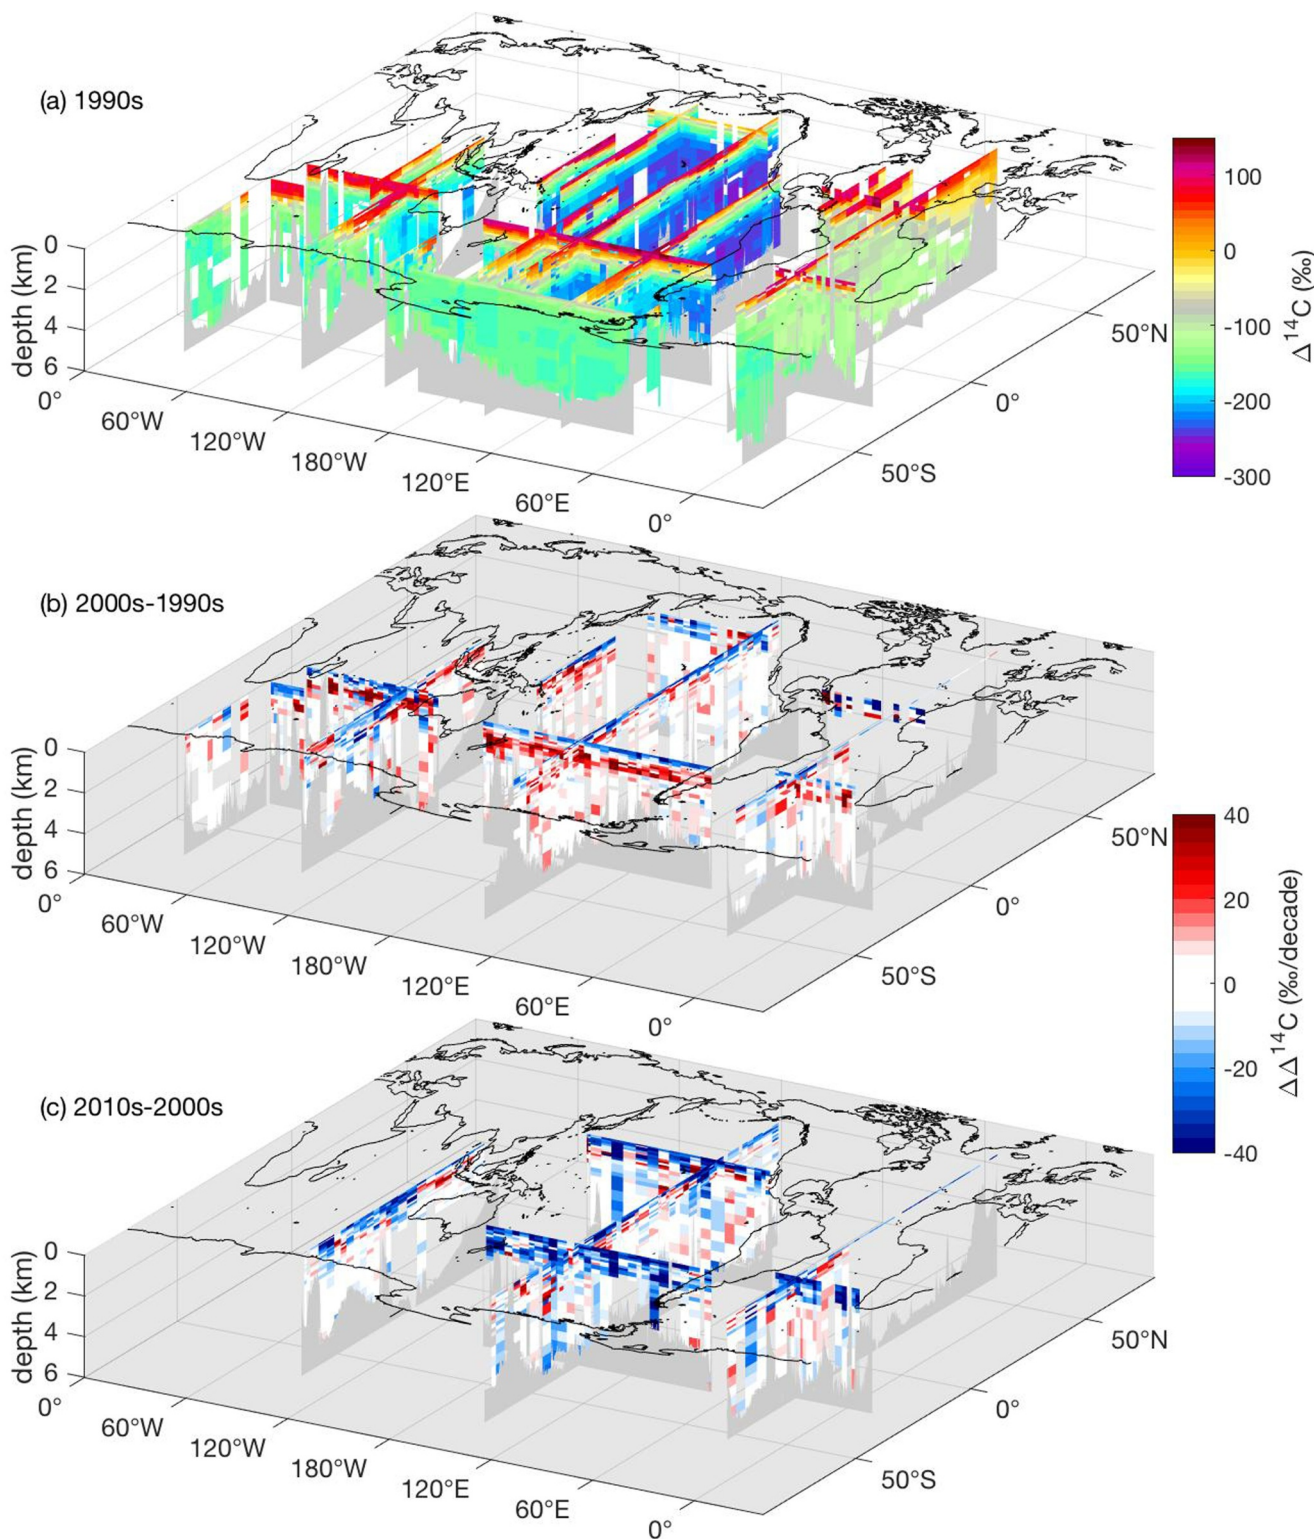 (a) 1990s
0
2
4
6
depth (km)
0°
60°W
120°W
180°W
120°E
60°E
0°
50°S
0°
50°N
100
0
-100
-200
-300
Δ¹⁴C (‰)
(b) 2000s-1990s
0
2
4
6
depth (km)
0°
60°W
120°W
180°W
120°E
60°E
0°
50°S
0°
50°N
40
20
0
-20
-40
ΔΔ¹⁴C (‰/decade)
(c) 2010s-2000s
0
2
4
6
depth (km)
0°
60°W
120°W
180°W
120°E
60°E
0°
50°S
0°
50°N